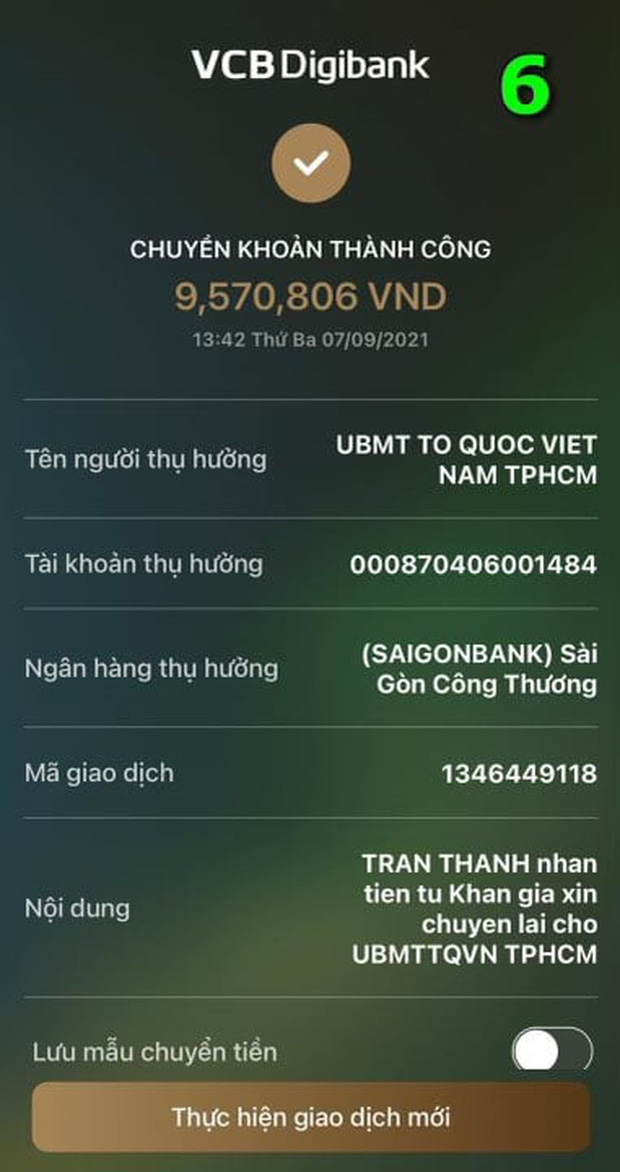 VCB Digibank
6
CHUYỂN KHOẢN THÀNH CÔNG
9,570,806 VND
13:42 Thứ Ba 07/09/2021
Tên người thụ hưởng
UBMT TO QUOC VIET
NAM TPHCM
Tài khoản thụ hưởng
000870406001484
Ngân hàng thụ hưởng
(SAIGONBANK) Sài
Gòn Công Thương
Mã giao dịch
1346449118
Nội dung
TRAN THANH nhan
tien tu Khan gia xin
chuyen lai cho
UBMTTQVN TPHCM
Lưu mẫu chuyển tiền
Thực hiện giao dịch mới